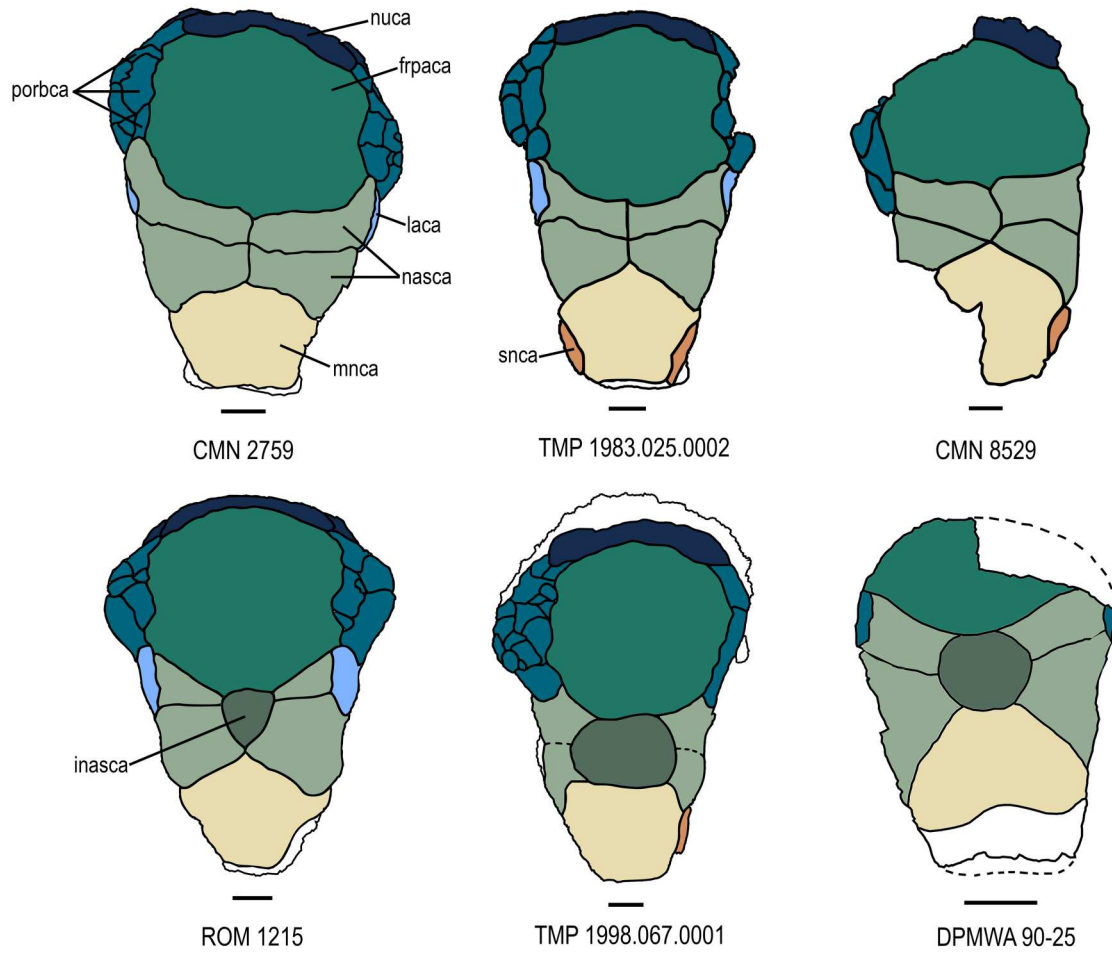 nuca
frpaca
porbca
laca
nasca
mnca
snca
CMN 2759
TMP 1983.025.0002
CMN 8529
inasca
ROM 1215
TMP 1998.067.0001
DPMWA 90-25